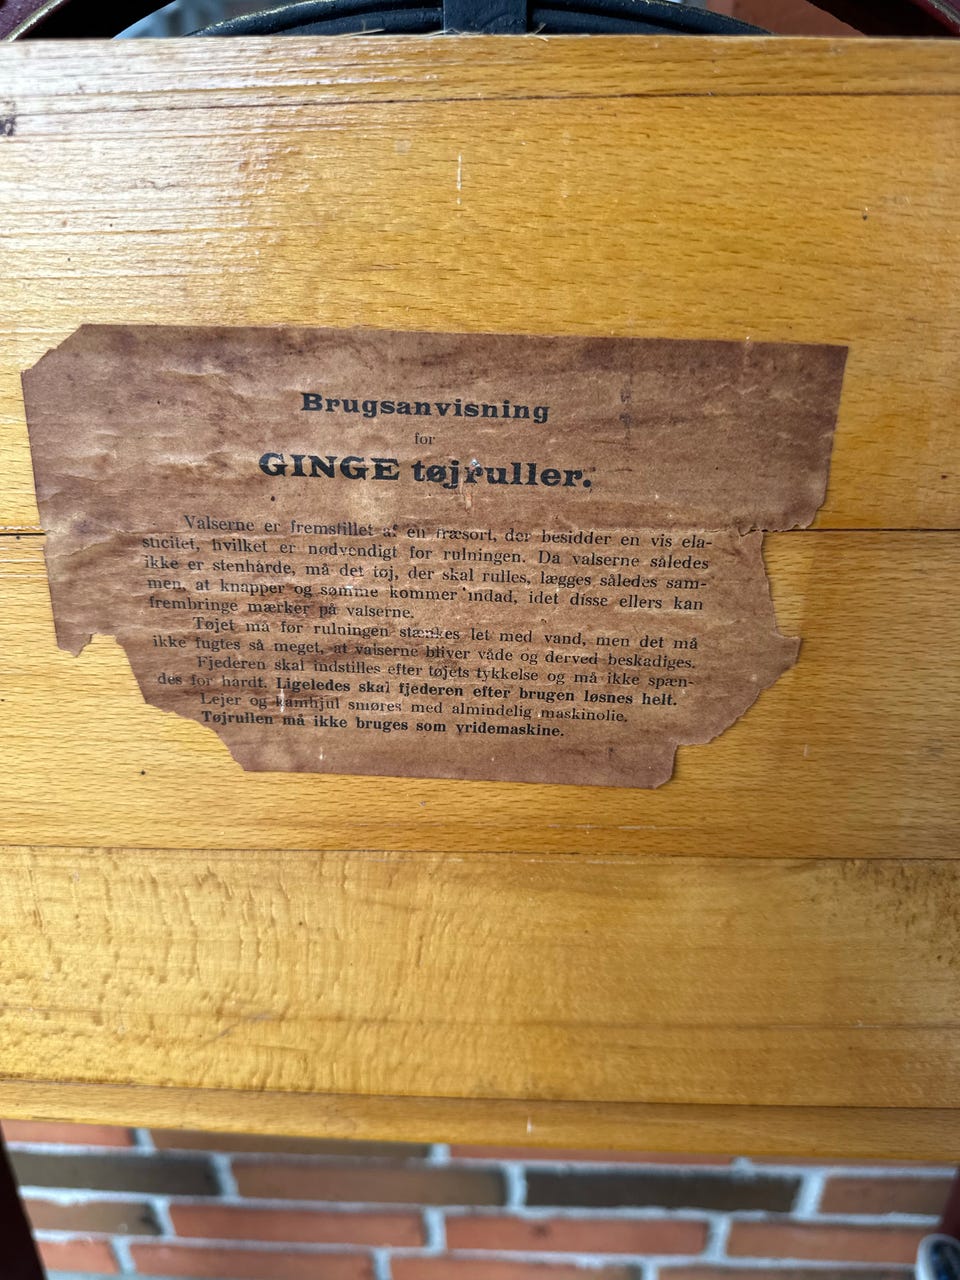 Brugsanvisning
for
GINGE tøjruller.
Valserne er fremstillet af en træsort, der besidder en vis ela-
sticitet, hvilket er nødvendigt for rulningen. Da valserne således
ikke er stenhårde, må det tøj, der skal rulles, lægges således sam-
men, at knapper og sømme kommer indad, idet disse ellers kan
frembringe mærker på valserne.
Tøjet må før rulningen stænkes let med vand, men det må
ikke fugtes så meget, at valserne bliver våde og derved beskadiges.
Fjederen skal indstilles efter tøjets tykkelse og må ikke spæn-
des for hårdt. Ligeledes skal fjederen efter brugen løsnes helt.
Lejer og kamhjul smøres med almindelig maskinolie.
Tøjrullen må ikke bruges som vridemaskine.